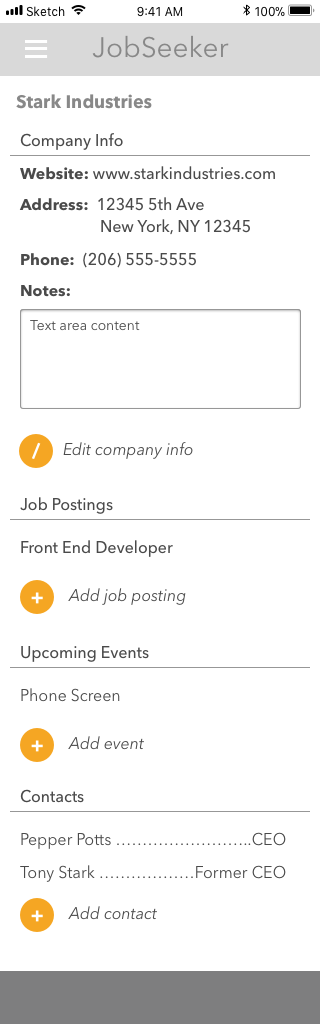 Sketch 9:41 AM 100%
JobSeeker
Stark Industries
Company Info
Website: www.starkindustries.com
Address: 12345 5th Ave
New York, NY 12345
Phone: (206) 555-5555
Notes:
Text area content
/ Edit company info
Job Postings
Front End Developer
+ Add job posting
Upcoming Events
Phone Screen
+ Add event
Contacts
Pepper Potts ……………………..CEO
Tony Stark ………………Former CEO
+ Add contact